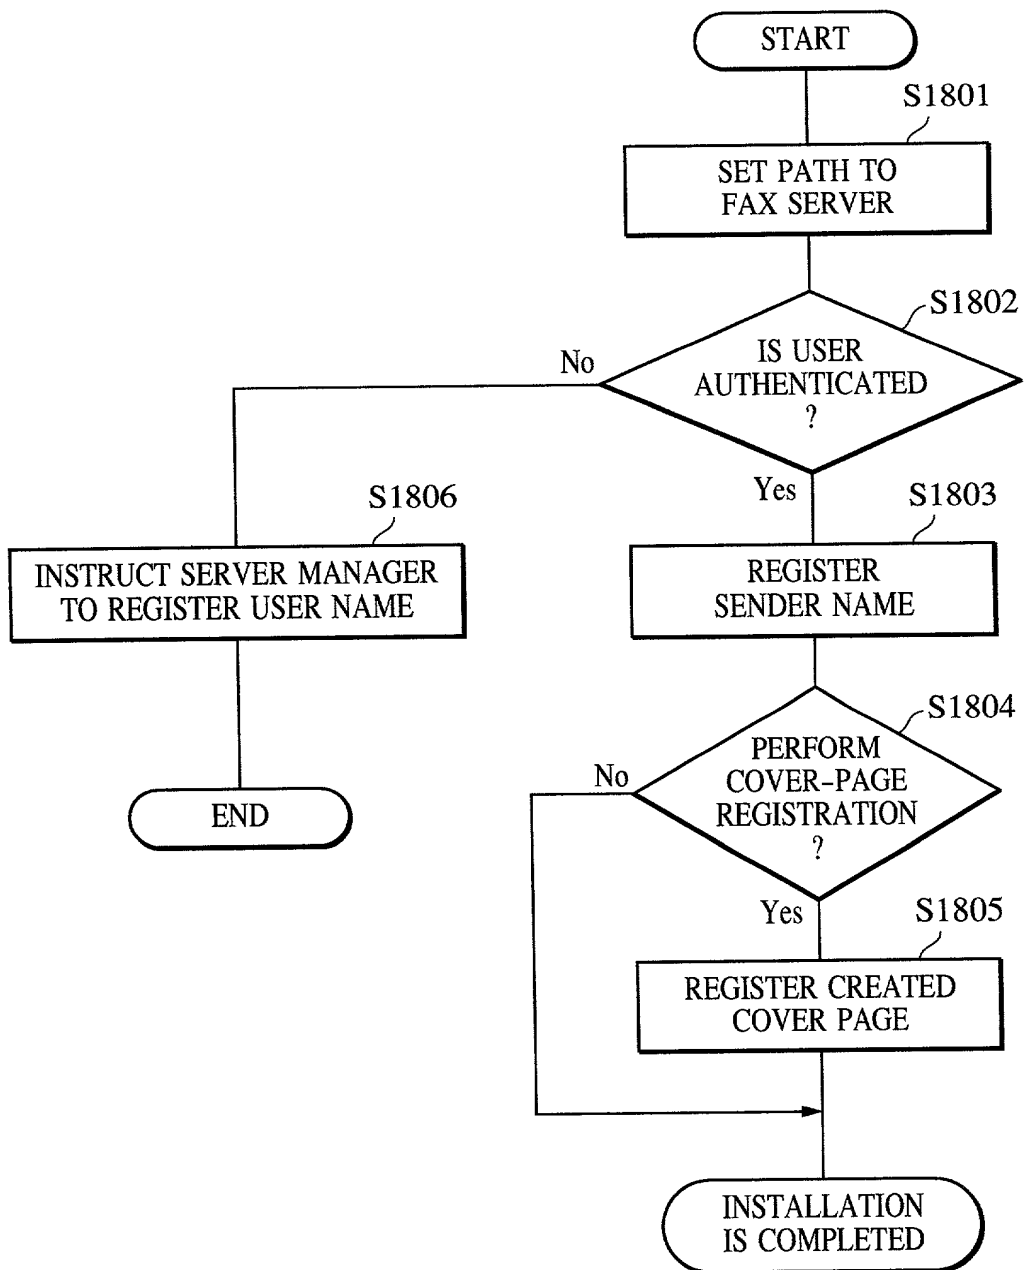 START
S1801
SET PATH TO
FAX SERVER
S1802
IS USER
AUTHENTICATED
?
No
Yes
S1806
INSTRUCT SERVER MANAGER
TO REGISTER USER NAME
END
S1803
REGISTER
SENDER NAME
S1804
PERFORM
COVER-PAGE
REGISTRATION
?
No
Yes
S1805
REGISTER CREATED
COVER PAGE
INSTALLATION
IS COMPLETED